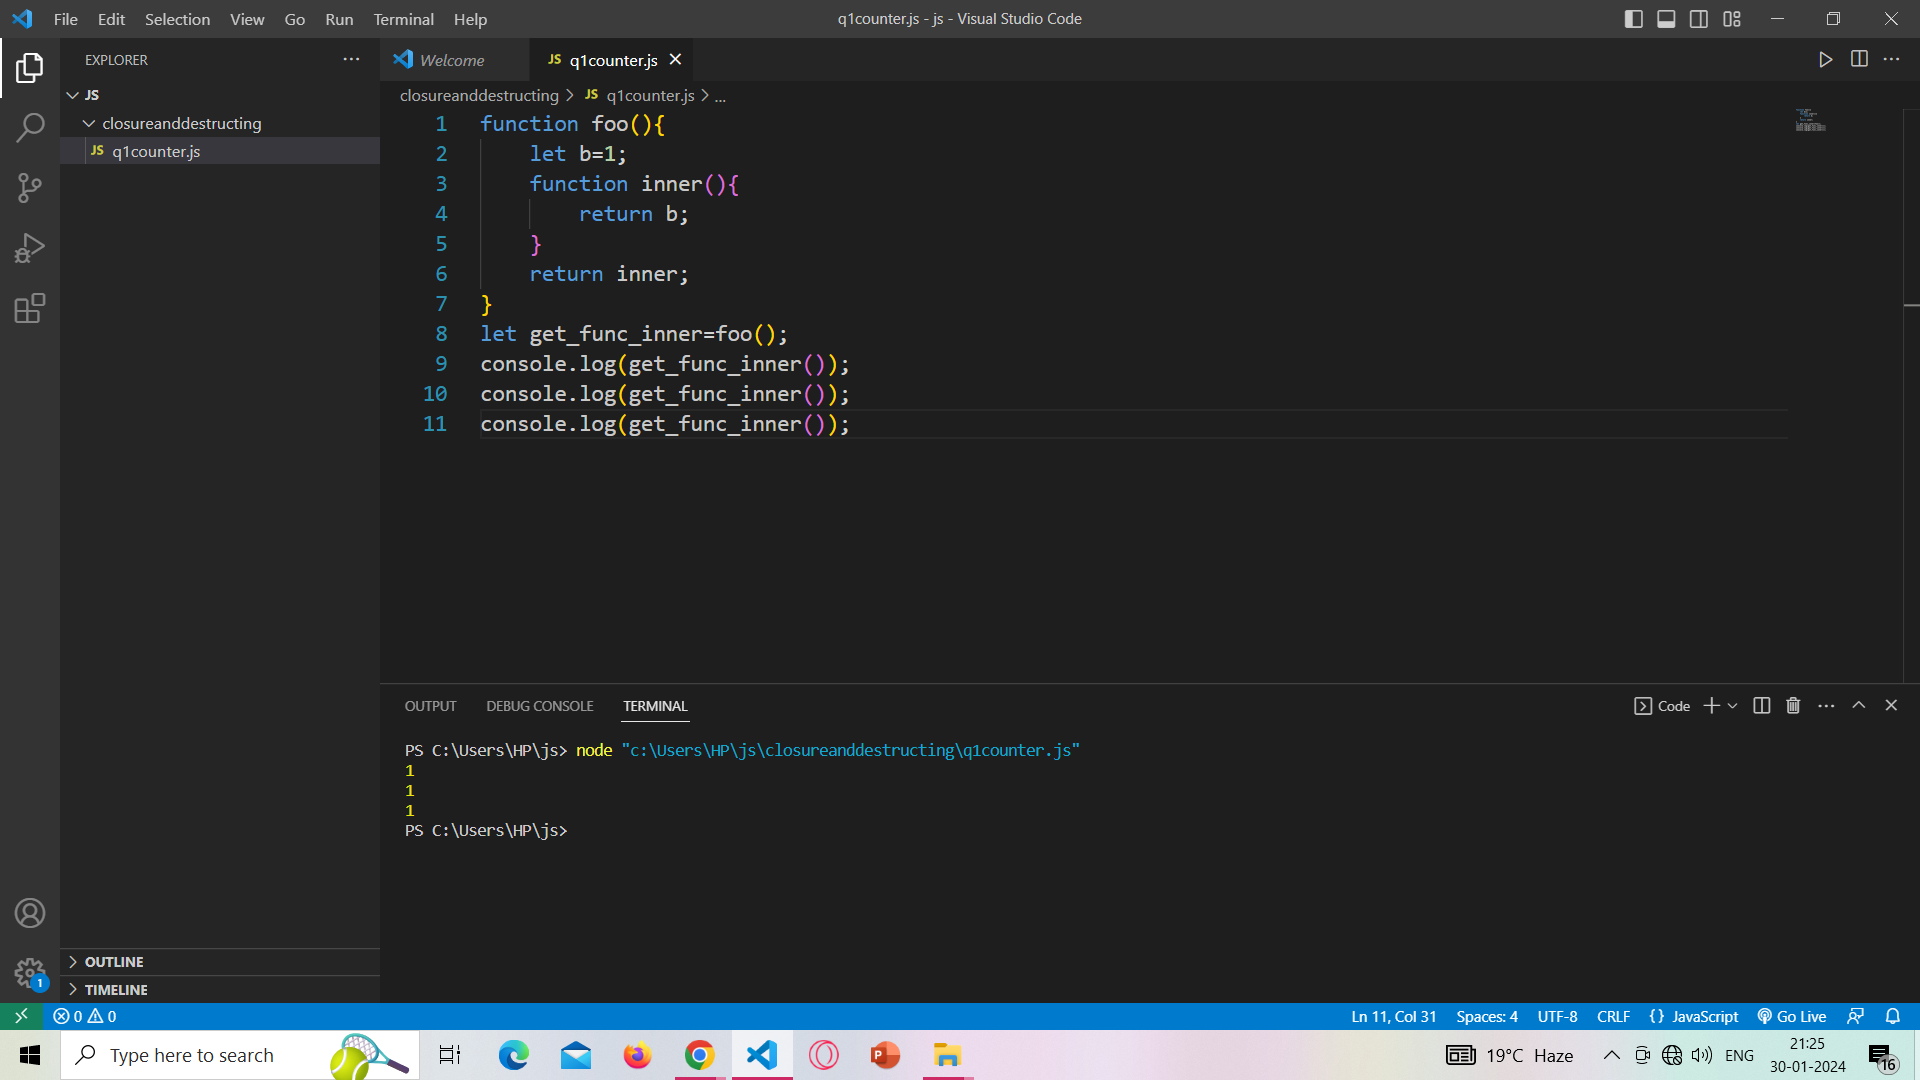 File Edit Selection View Go Run Terminal Help
q1counter.js - js - Visual Studio Code
EXPLORER
JS
closureanddestructing
JS q1counter.js
Welcome
JS q1counter.js
closureanddestructing > JS q1counter.js > ...
1 function foo(){
2 let b=1;
3 function inner(){
4 return b;
5 }
6 return inner;
7 }
8 let get_func_inner=foo();
9 console.log(get_func_inner());
10 console.log(get_func_inner());
11 console.log(get_func_inner());
OUTPUT DEBUG CONSOLE TERMINAL
Code
PS C:\Users\HP\js> node "c:\Users\HP\js\closureanddestructing\q1counter.js"
1
1
1
PS C:\Users\HP\js>
OUTLINE
1
TIMELINE
0 0
Ln 11, Col 31 Spaces: 4 UTF-8 CRLF {} JavaScript Go Live
Type here to search
P
19°C Haze
ENG
21:25
30-01-2024
16